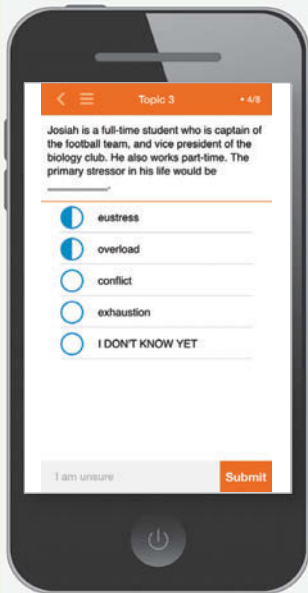 Topic 3
• 4/8
Josiah is a full-time student who is captain of
the football team, and vice president of the
biology club. He also works part-time. The
primary stressor in his life would be
__________.
eustress
overload
conflict
exhaustion
I DON'T KNOW YET
I am unsure
Submit